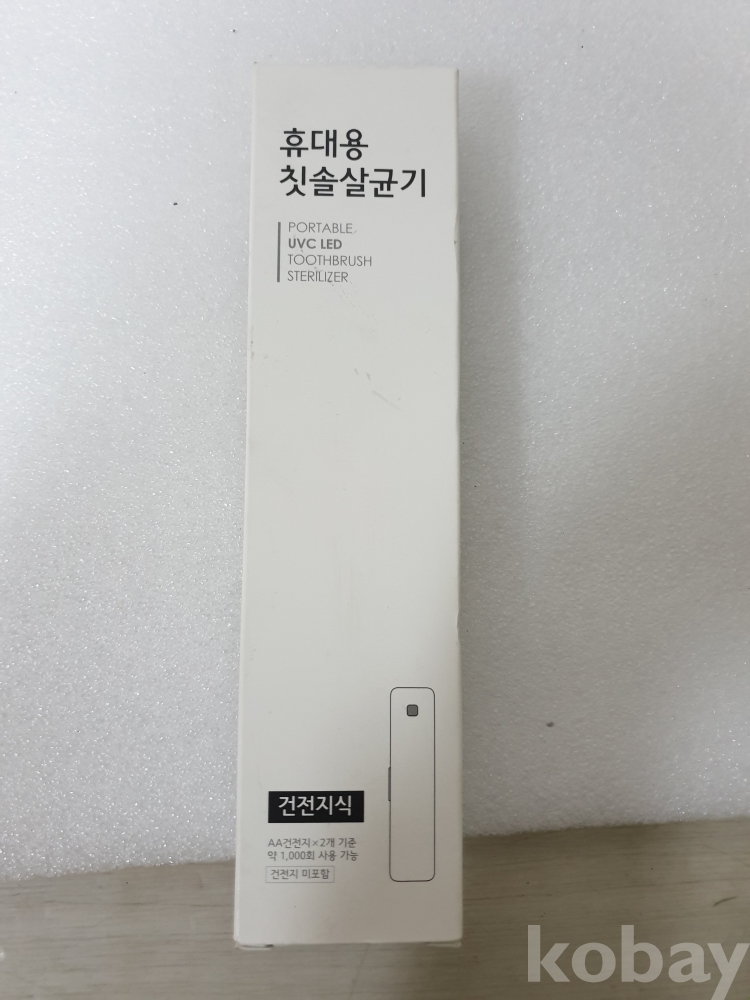 휴대용
칫솔살균기
PORTABLE
UVC LED
TOOTHBRUSH
STERILIZER
건전지식
AA건전지×2개 기준
약 1,000회 사용 가능
건전지 미포함
kobay